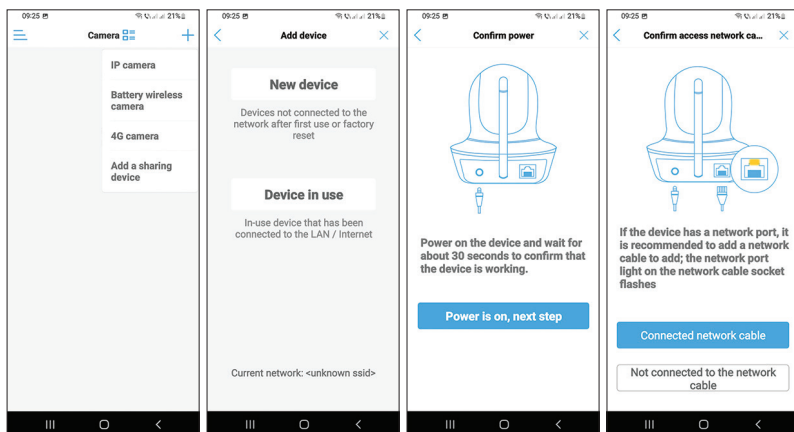 09:25
21%
Camera
IP camera
Battery wireless
camera
4G camera
Add a sharing
device
09:25
21%
Add device
New device
Devices not connected to the
network after first use or factory
reset
Device in use
In-use device that has been
connected to the LAN / Internet
Current network: <unknown ssid>
09:25
21%
Confirm power
Power on the device and wait for
about 30 seconds to confirm that
the device is working.
Power is on, next step
09:25
21%
Confirm access network ca...
If the device has a network port, it
is recommended to add a network
cable to add; the network port
light on the network cable socket
flashes
Connected network cable
Not connected to the network
cable